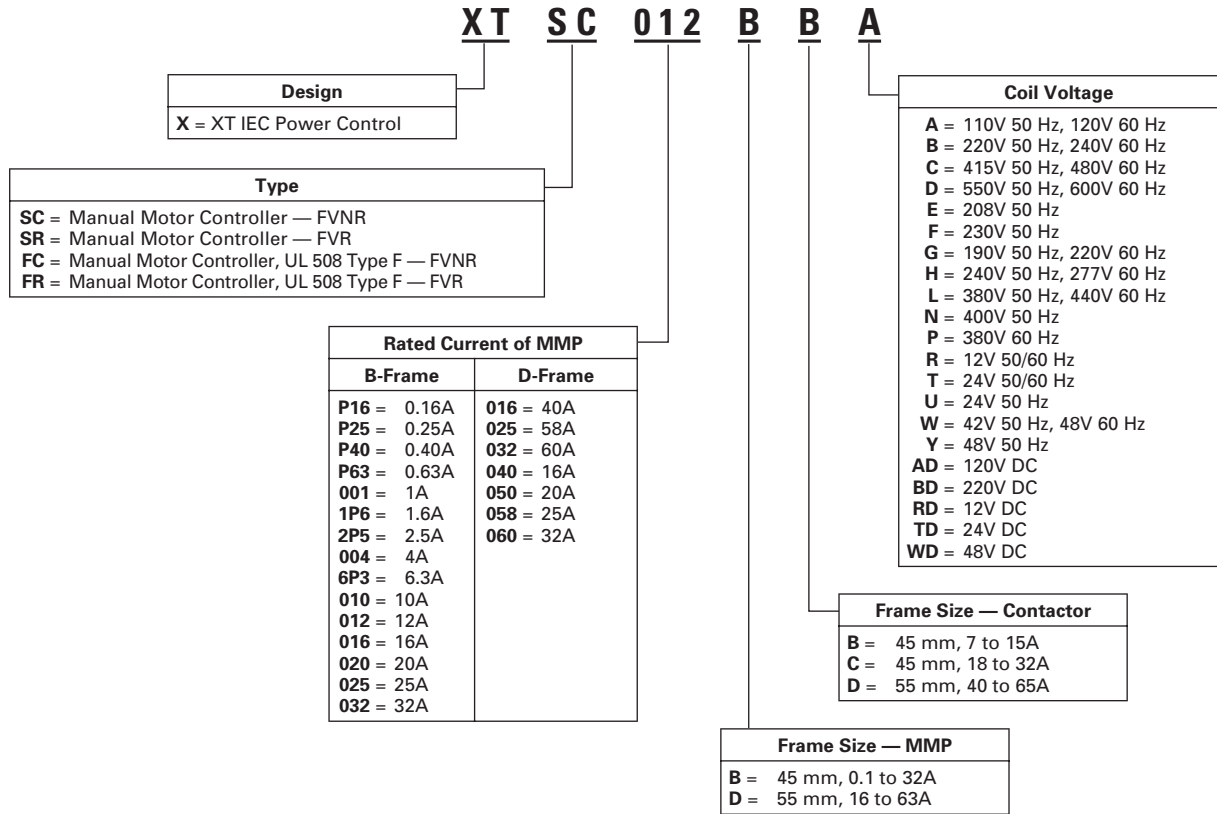 XT SC 012 B B A
Design
X = XT IEC Power Control
Type
SC = Manual Motor Controller — FVNR
SR = Manual Motor Controller — FVR
FC = Manual Motor Controller, UL 508 Type F — FVNR
FR = Manual Motor Controller, UL 508 Type F — FVR
Rated Current of MMP
B-Frame
P16 = 0.16A
P25 = 0.25A
P40 = 0.40A
P63 = 0.63A
001 = 1A
1P6 = 1.6A
2P5 = 2.5A
004 = 4A
6P3 = 6.3A
010 = 10A
012 = 12A
016 = 16A
020 = 20A
025 = 25A
032 = 32A
D-Frame
016 = 40A
025 = 58A
032 = 60A
040 = 16A
050 = 20A
058 = 25A
060 = 32A
Frame Size — MMP
B = 45 mm, 0.1 to 32A
D = 55 mm, 16 to 63A
Frame Size — Contactor
B = 45 mm, 7 to 15A
C = 45 mm, 18 to 32A
D = 55 mm, 40 to 65A
Coil Voltage
A = 110V 50 Hz, 120V 60 Hz
B = 220V 50 Hz, 240V 60 Hz
C = 415V 50 Hz, 480V 60 Hz
D = 550V 50 Hz, 600V 60 Hz
E = 208V 50 Hz
F = 230V 50 Hz
G = 190V 50 Hz, 220V 60 Hz
H = 240V 50 Hz, 277V 60 Hz
L = 380V 50 Hz, 440V 60 Hz
N = 400V 50 Hz
P = 380V 60 Hz
R = 12V 50/60 Hz
T = 24V 50/60 Hz
U = 24V 50 Hz
W = 42V 50 Hz, 48V 60 Hz
Y = 48V 50 Hz
AD = 120V DC
BD = 220V DC
RD = 12V DC
TD = 24V DC
WD = 48V DC